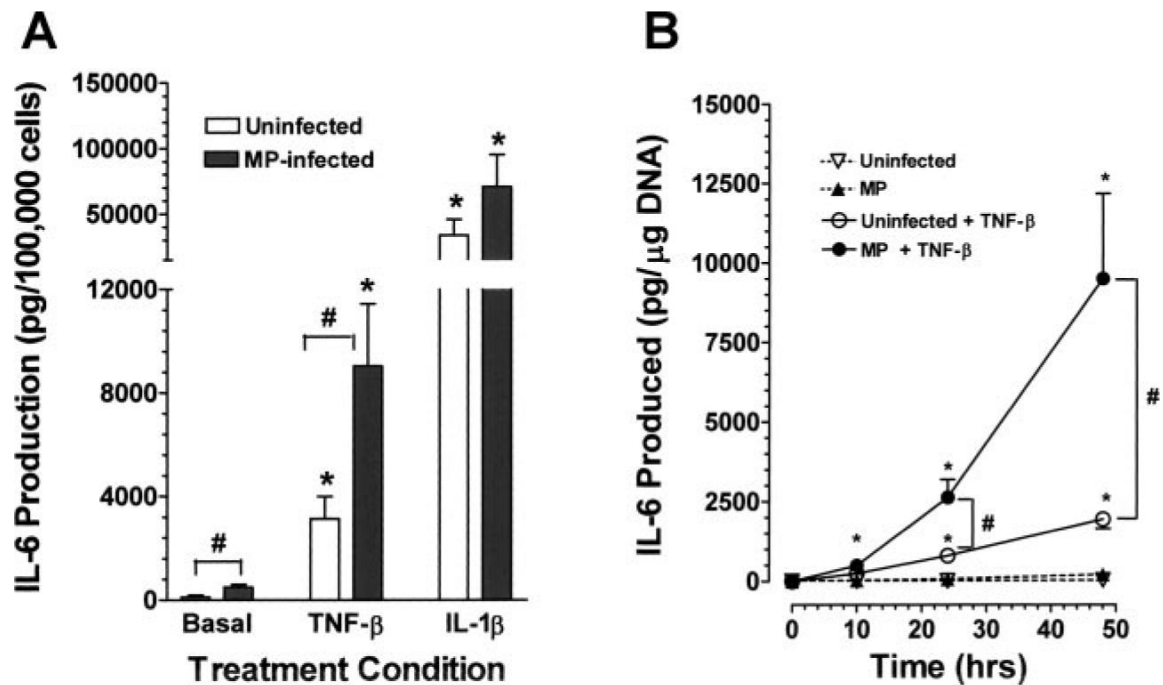 A
IL-6 Production (pg/100,000 cells)
150000
100000
50000
12000
8000
4000
0
Uninfected
MP-infected
*
*
#
*
*
#
Basal TNF-β IL-1β
Treatment Condition
B
IL-6 Produced (pg/μg DNA)
15000
12500
10000
7500
5000
2500
0
Uninfected
MP
Uninfected + TNF-β
MP + TNF-β
*
#
*
#
*
*
*
0 10 20 30 40 50
Time (hrs)